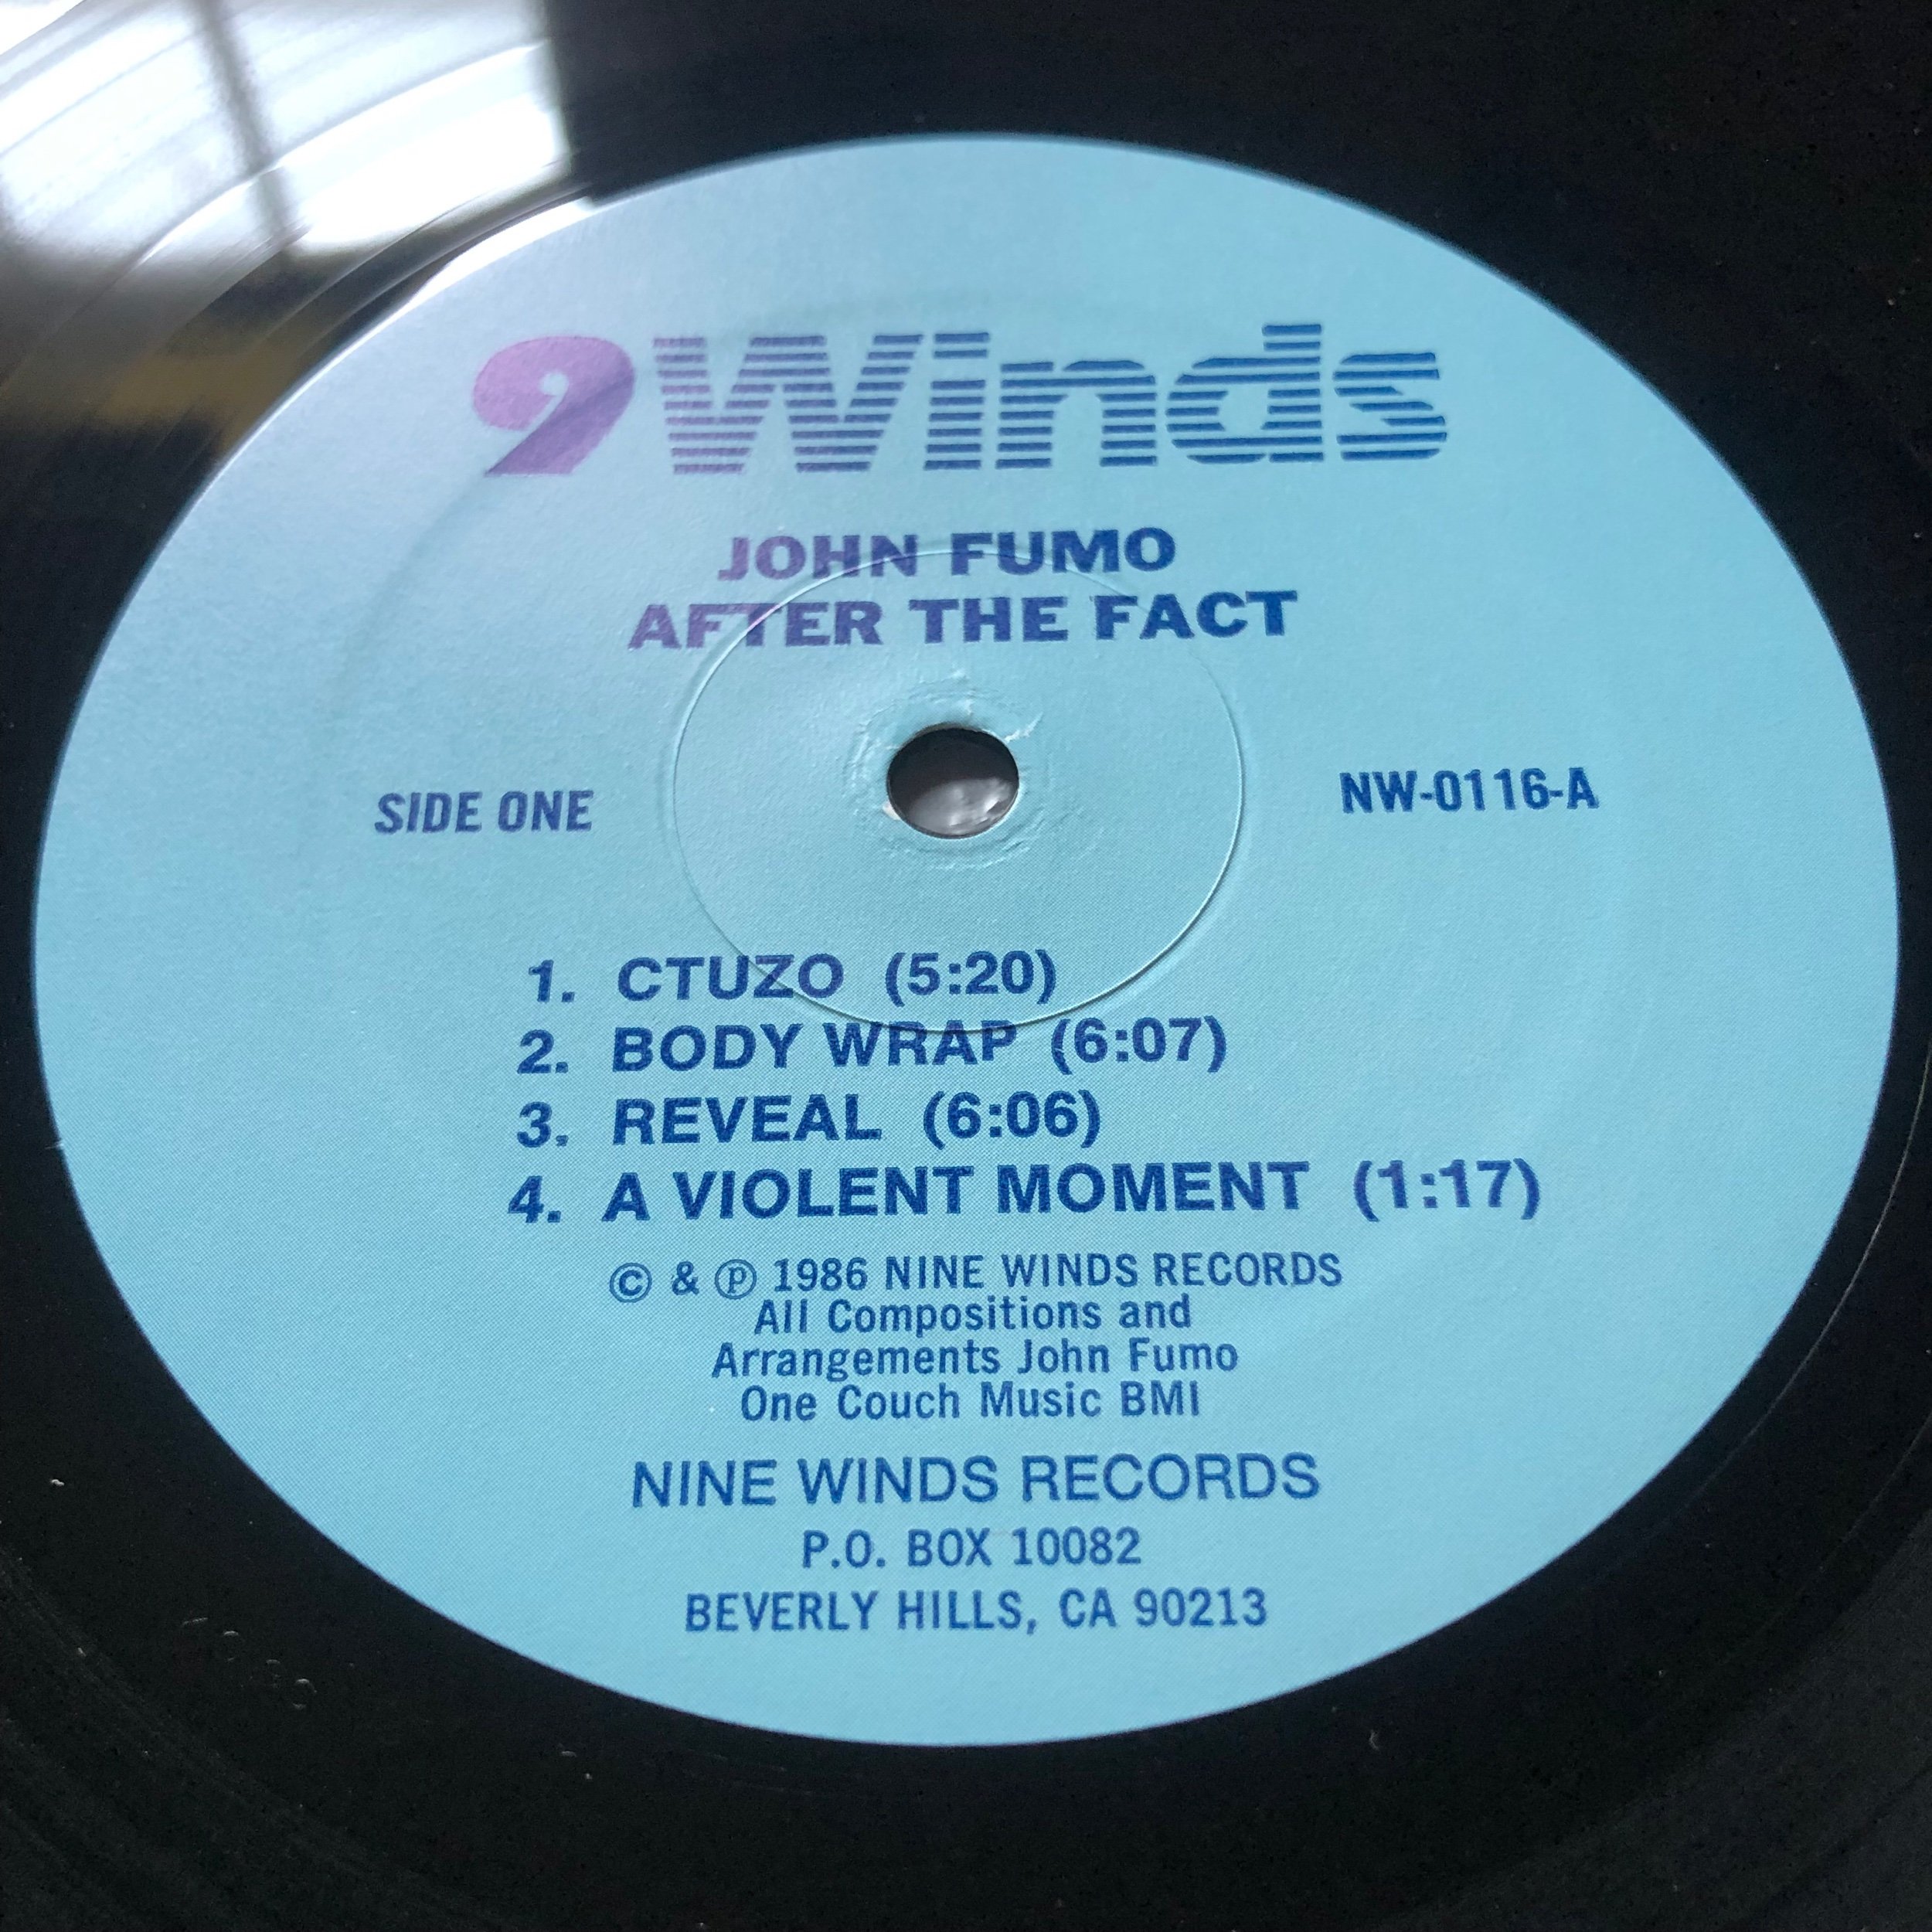 9 Winds
JOHN FUMO
AFTER THE FACT
SIDE ONE
NW-0116-A
1. CTUZO (5:20)
2. BODY WRAP (6:07)
3. REVEAL (6:06)
4. A VIOLENT MOMENT (1:17)
© & ℗ 1986 NINE WINDS RECORDS
All Compositions and
Arrangements John Fumo
One Couch Music BMI
NINE WINDS RECORDS
P.O. BOX 10082
BEVERLY HILLS, CA 90213